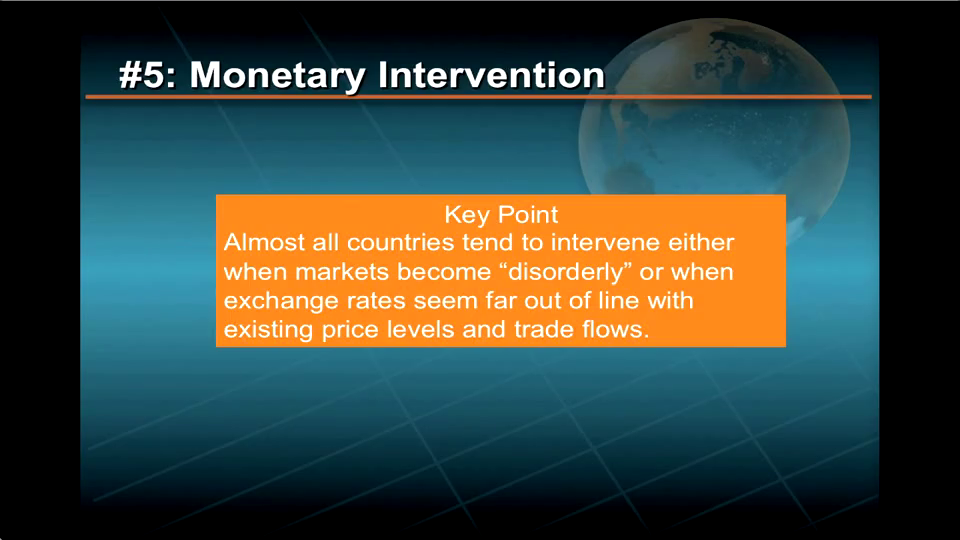 #5: Monetary Intervention
Key Point
Almost all countries tend to intervene either
when markets become “disorderly” or when
exchange rates seem far out of line with
existing price levels and trade flows.